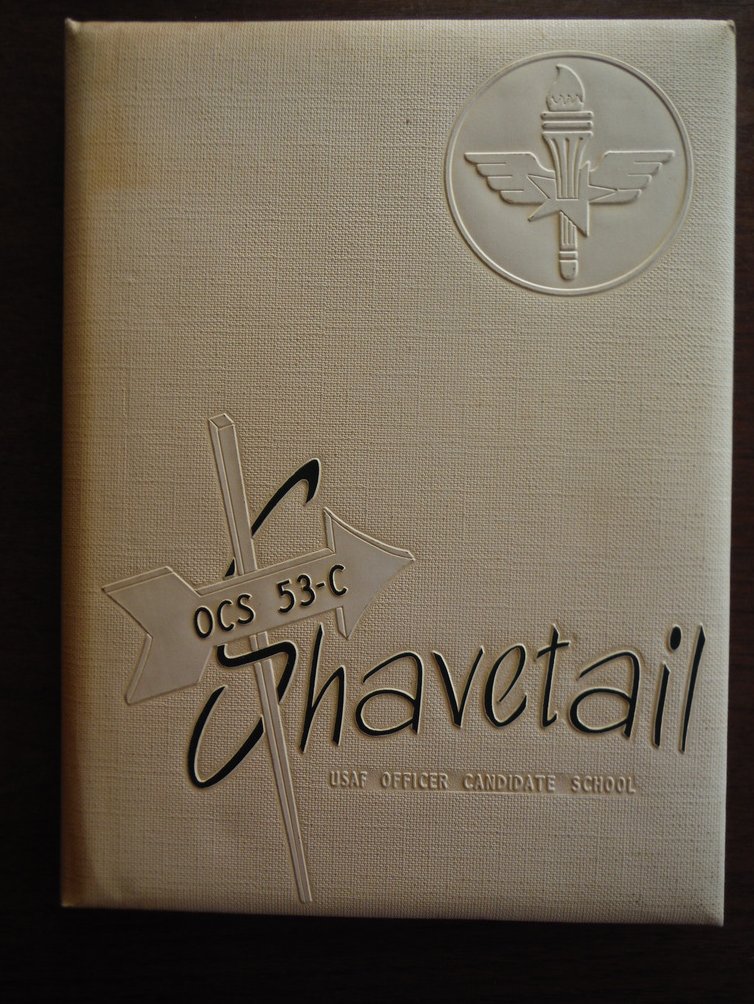 OCS 53-C
Shavetail
USAF OFFICER CANDIDATE SCHOOL